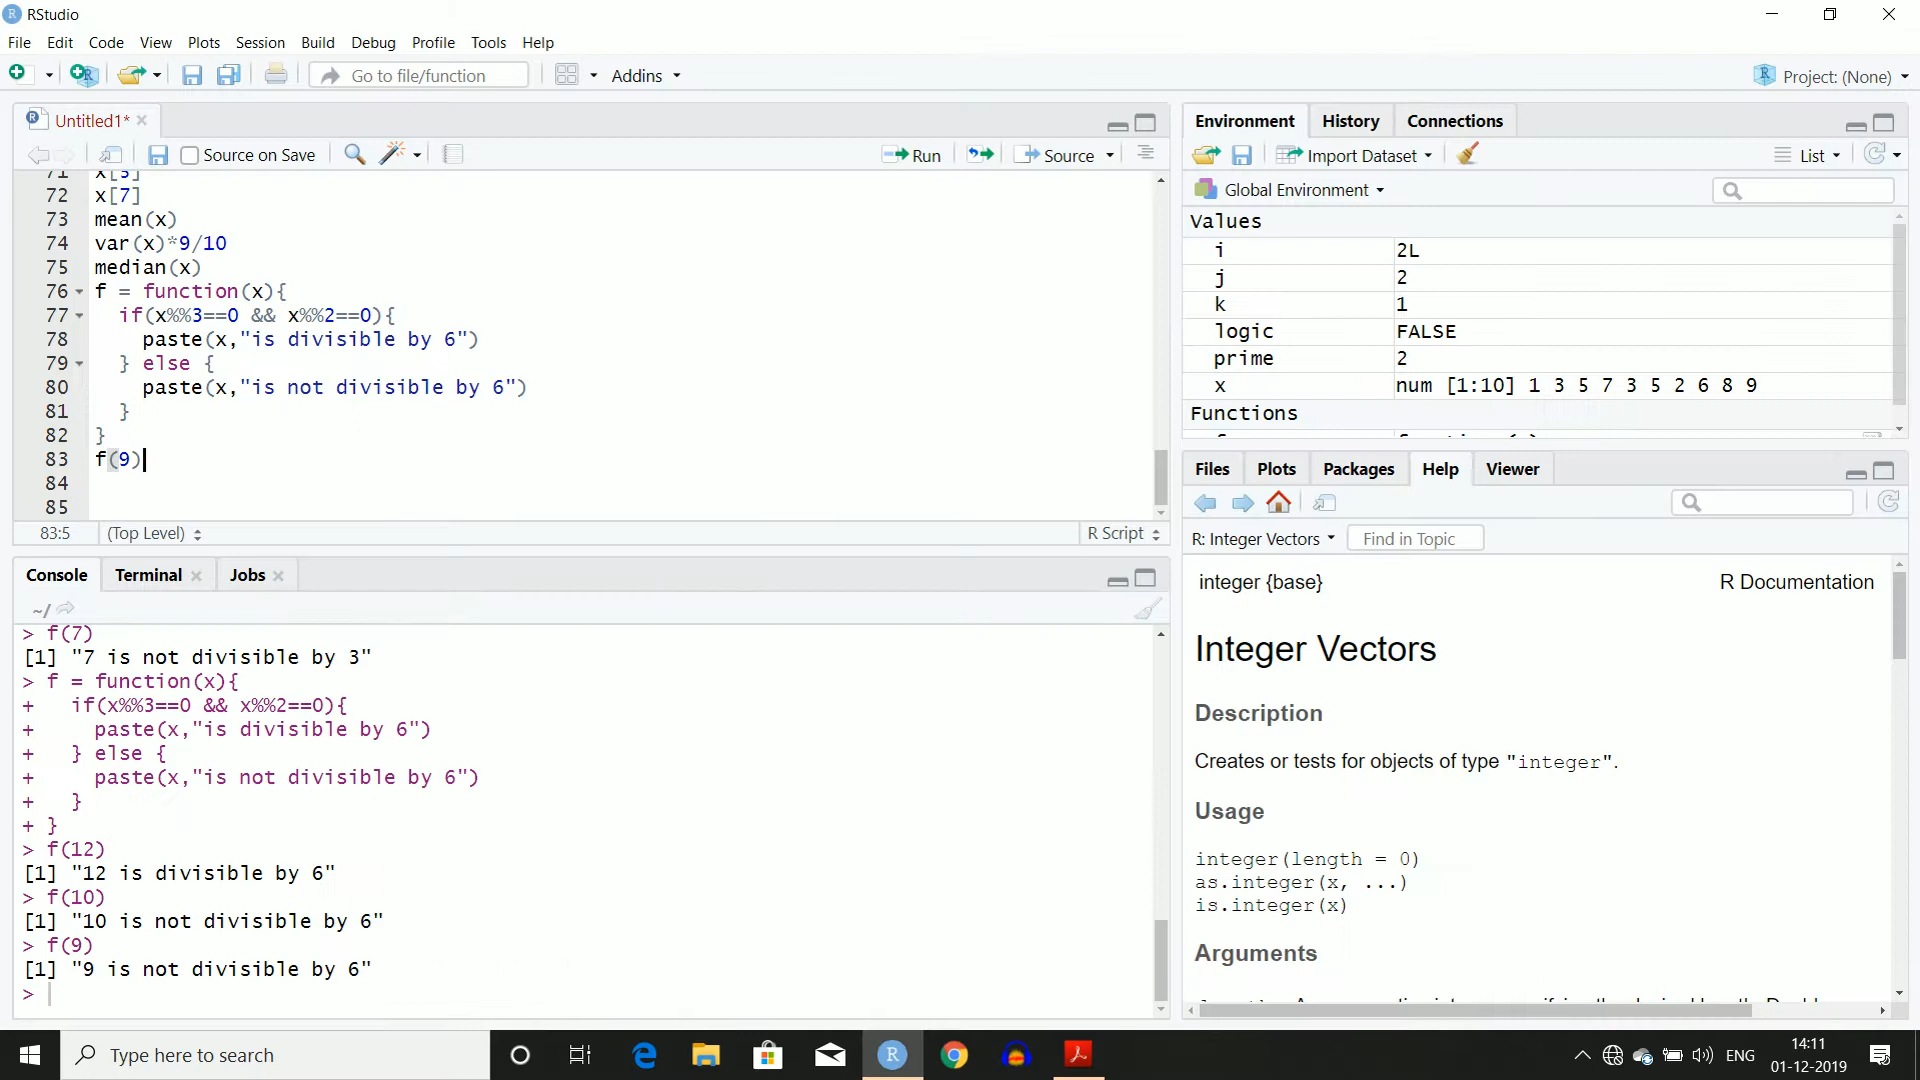 RStudio
File Edit Code View Plots Session Build Debug Profile Tools Help
Go to file/function Addins Project: (None)
Untitled1*
Source on Save Run Source
71 x[5]
72 x[7]
73 mean(x)
74 var(x)*9/10
75 median(x)
76 f = function(x){
77 if(x%%3==0 && x%%2==0){
78 paste(x,"is divisible by 6")
79 } else {
80 paste(x,"is not divisible by 6")
81 }
82 }
83 f(9)
84
85
83:5 (Top Level) R Script
Console Terminal Jobs
~/
> f(7)
[1] "7 is not divisible by 3"
> f = function(x){
+ if(x%%3==0 && x%%2==0){
+ paste(x,"is divisible by 6")
+ } else {
+ paste(x,"is not divisible by 6")
+ }
+ }
> f(12)
[1] "12 is divisible by 6"
> f(10)
[1] "10 is not divisible by 6"
> f(9)
[1] "9 is not divisible by 6"
>
Environment History Connections
Import Dataset List
Global Environment
Values
i 2L
j 2
k 1
logic FALSE
prime 2
x num [1:10] 1 3 5 7 3 5 2 6 8 9
Functions
Files Plots Packages Help Viewer
R: Integer Vectors Find in Topic
integer {base} R Documentation
Integer Vectors
Description
Creates or tests for objects of type "integer".
Usage
integer(length = 0)
as.integer(x, ...)
is.integer(x)
Arguments
Type here to search
ENG
14:11
01-12-2019